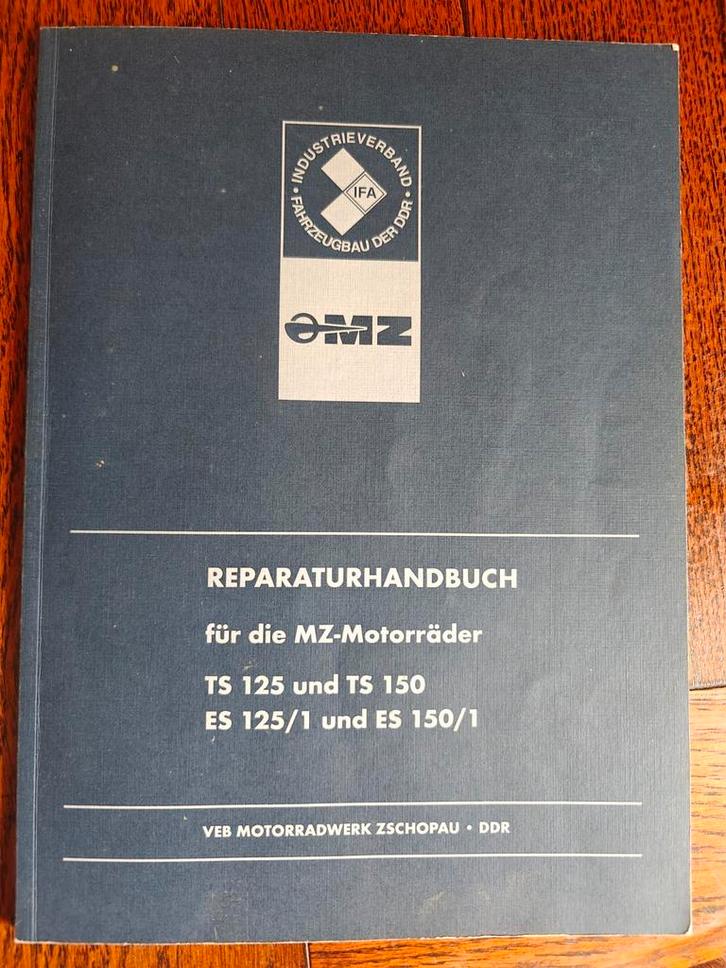 • INDUSTRIEVERBAND •
FAHRZEUGBAU DER DDR
IFA
MZ
REPARATURHANDBUCH
für die MZ-Motorräder
TS 125 und TS 150
ES 125/1 und ES 150/1
VEB MOTORRADWERK ZSCHOPAU • DDR